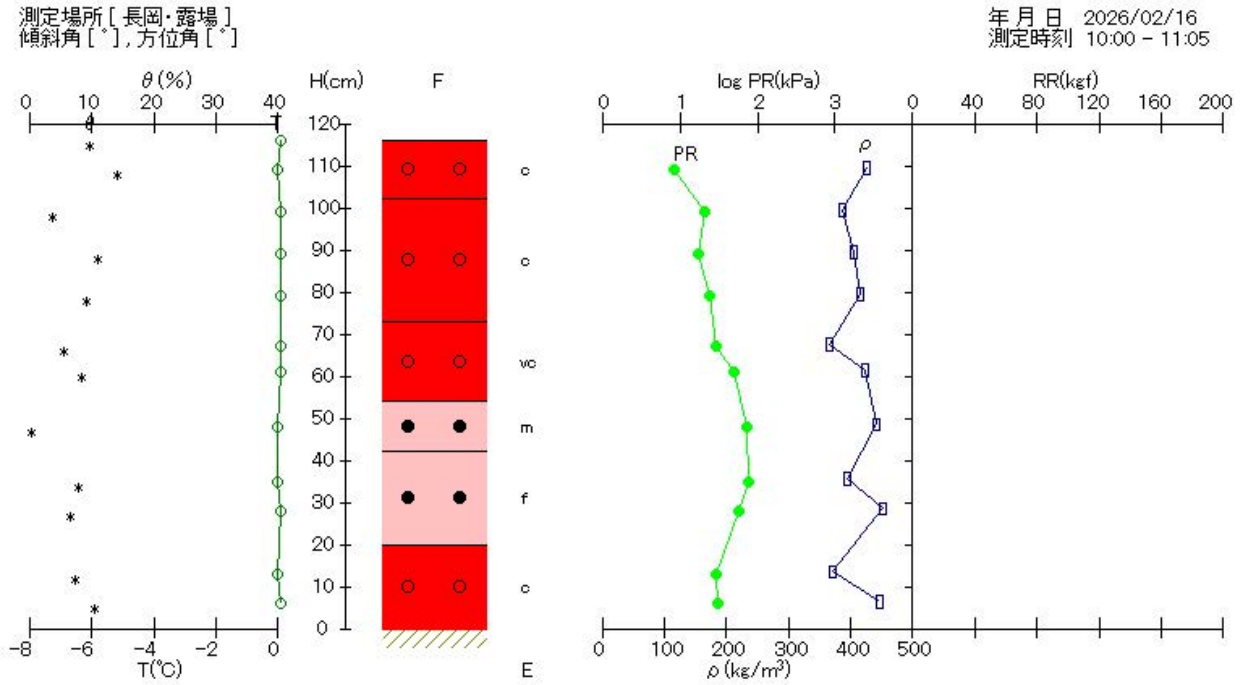 測定場所 [ 長岡・露場 ]
傾斜角 [ ° ] , 方位角 [ ° ]
年 月 日 2026/02/16
測定時刻 10:00 - 11:05
θ (%) H(cm) F log PR(kPa) RR(kgf)
0 10 20 30 40 0 1 2 3 0 40 80 120 160 200
120
PR ρ
110 c
100
90 c
80
70
60 vc
50 m
40
30 f
20
10 c
0
-8 -6 -4 -2 0 0 100 200 300 400 500
T(°C) E ρ (kg/m³)